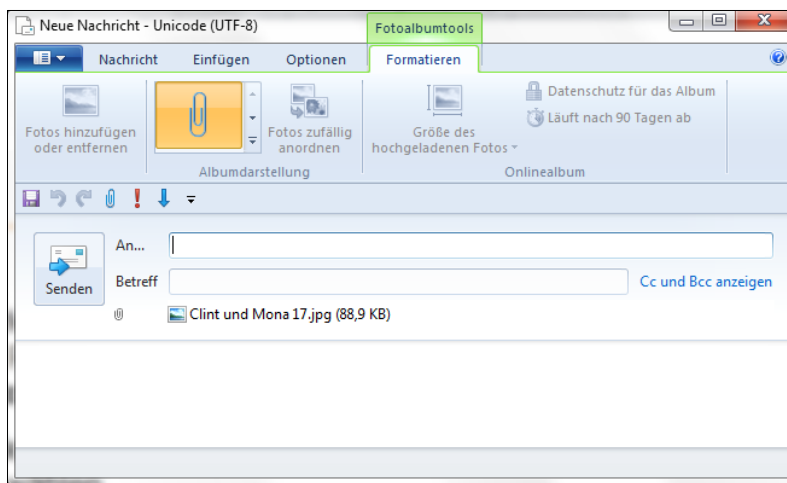 Neue Nachricht - Unicode (UTF-8)
Fotoalbumtools
Nachricht
Einfügen
Optionen
Formatieren
Fotos hinzufügen
oder entfernen
Fotos zufällig
anordnen
Albumdarstellung
Größe des
hochgeladenen Fotos
Datenschutz für das Album
Läuft nach 90 Tagen ab
Onlinealbum
Senden
An...
Betreff
Cc und Bcc anzeigen
Clint und Mona 17.jpg (88,9 KB)